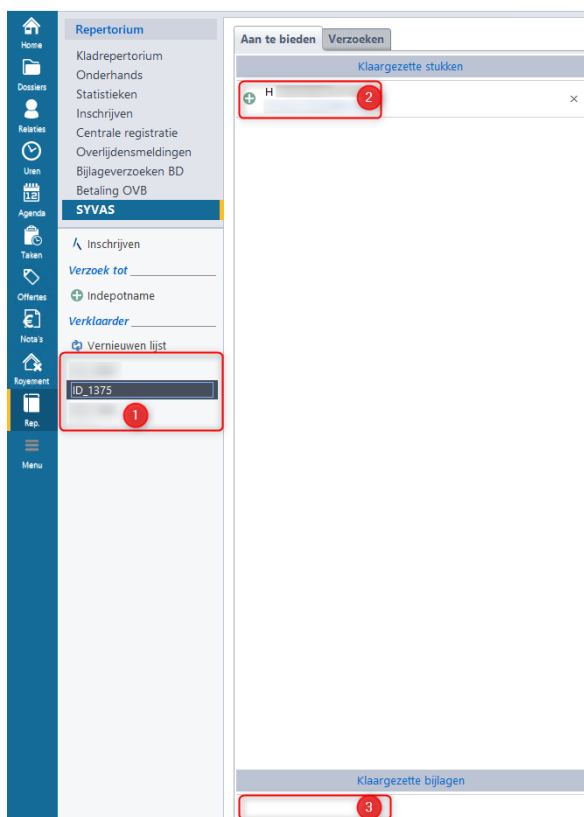 Home
Dossiers
Relaties
Uren
12
Agenda
Taken
Offertes
Nota's
Royement
Rep.
Menu
Repertorium
Kladrepertorium
Onderhands
Statistieken
Inschrijven
Centrale registratie
Overlijdensmeldingen
Bijlageverzoeken BD
Betaling OVB
SYVAS
Inschrijven
Verzoek tot
Indepotname
Verklaarder
Vernieuwen lijst
ID_1375
1
Aan te bieden Verzoeken
Klaargezette stukken
H
2
Klaargezette bijlagen
3